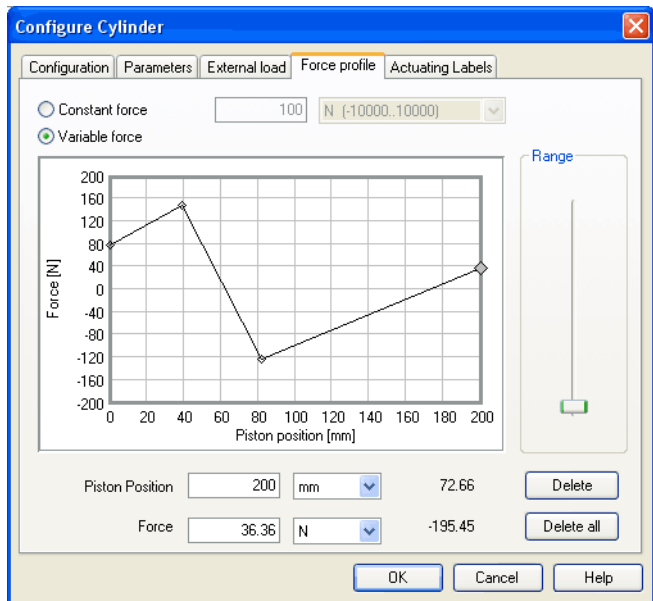 Configure Cylinder
Configuration Parameters External load Force profile Actuating Labels
Constant force 100 N (-10000..10000)
Variable force
Range
200
160
120
80
40
0
-40
-80
-120
-160
-200
Force [N]
0 20 40 60 80 100 120 140 160 180 200
Piston position [mm]
Piston Position 200 mm 72.66 Delete
Force 36.36 N -195.45 Delete all
OK Cancel Help